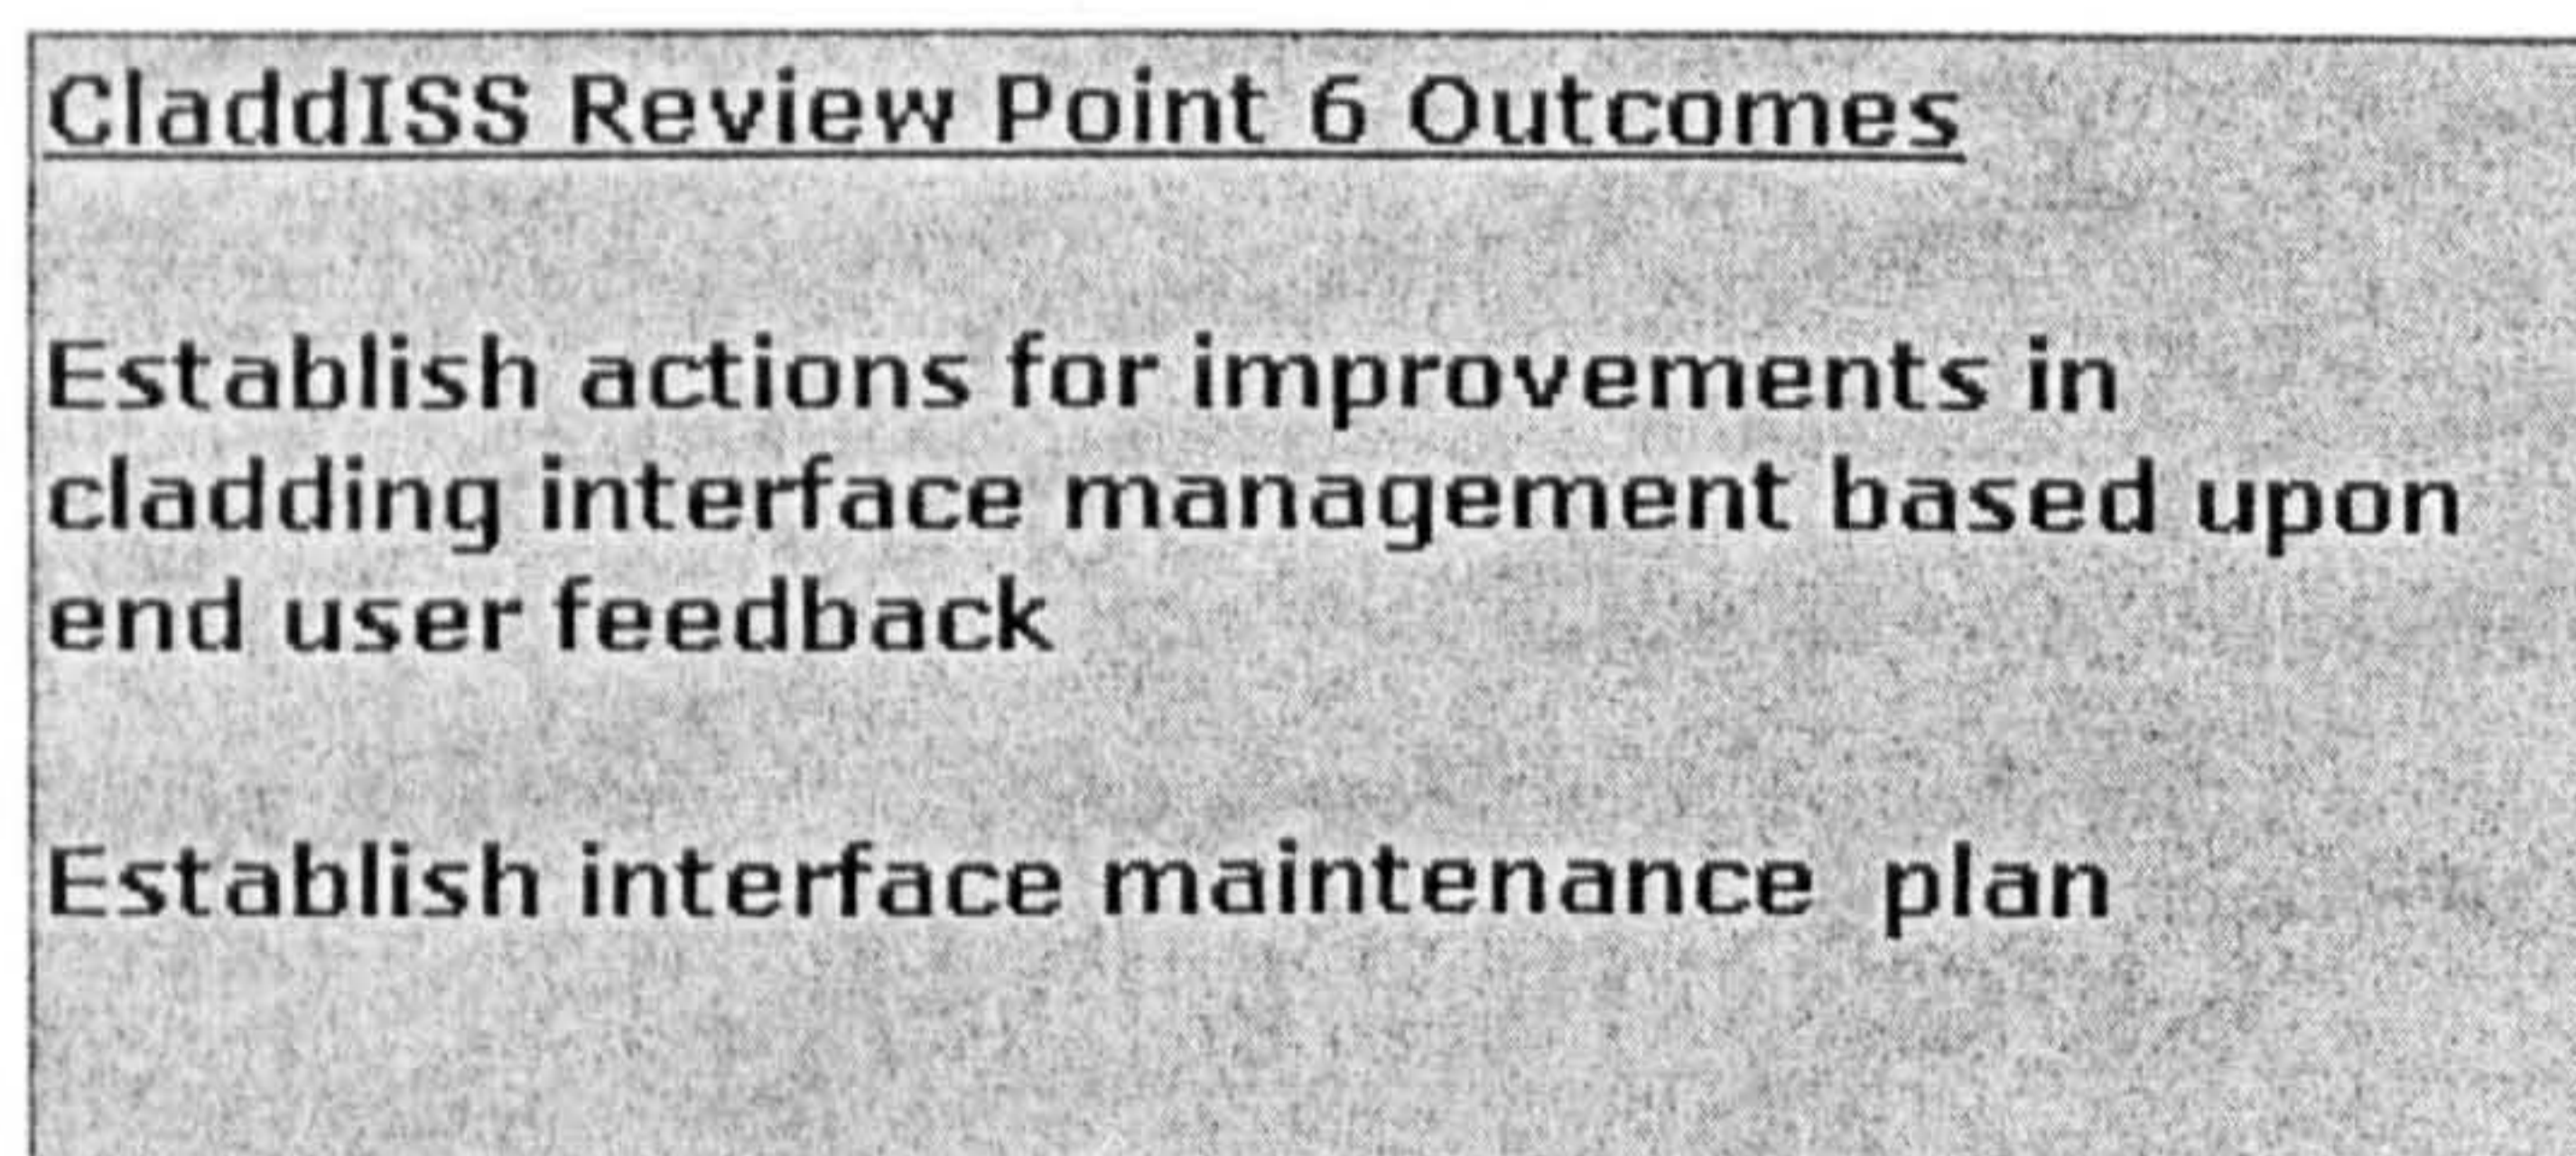 CladdISS Review Point 6 Outcomes
Establish actions for improvements in
cladding interface management based upon
end user feedback
Establish interface maintenance plan